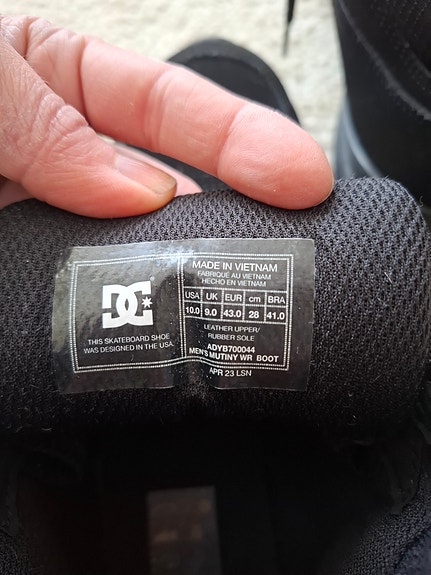 DC
THIS SKATEBOARD SHOE
WAS DESIGNED IN THE USA.
MADE IN VIETNAM
FABRIQUÉ AU VIETNAM
HECHO EN VIETNAM
USA UK EUR cm BRA
10.0 9.0 43.0 28 41.0
LEATHER UPPER/
RUBBER SOLE
ADYB700044
MEN'S MUTINY WR BOOT
APR 23 LSN